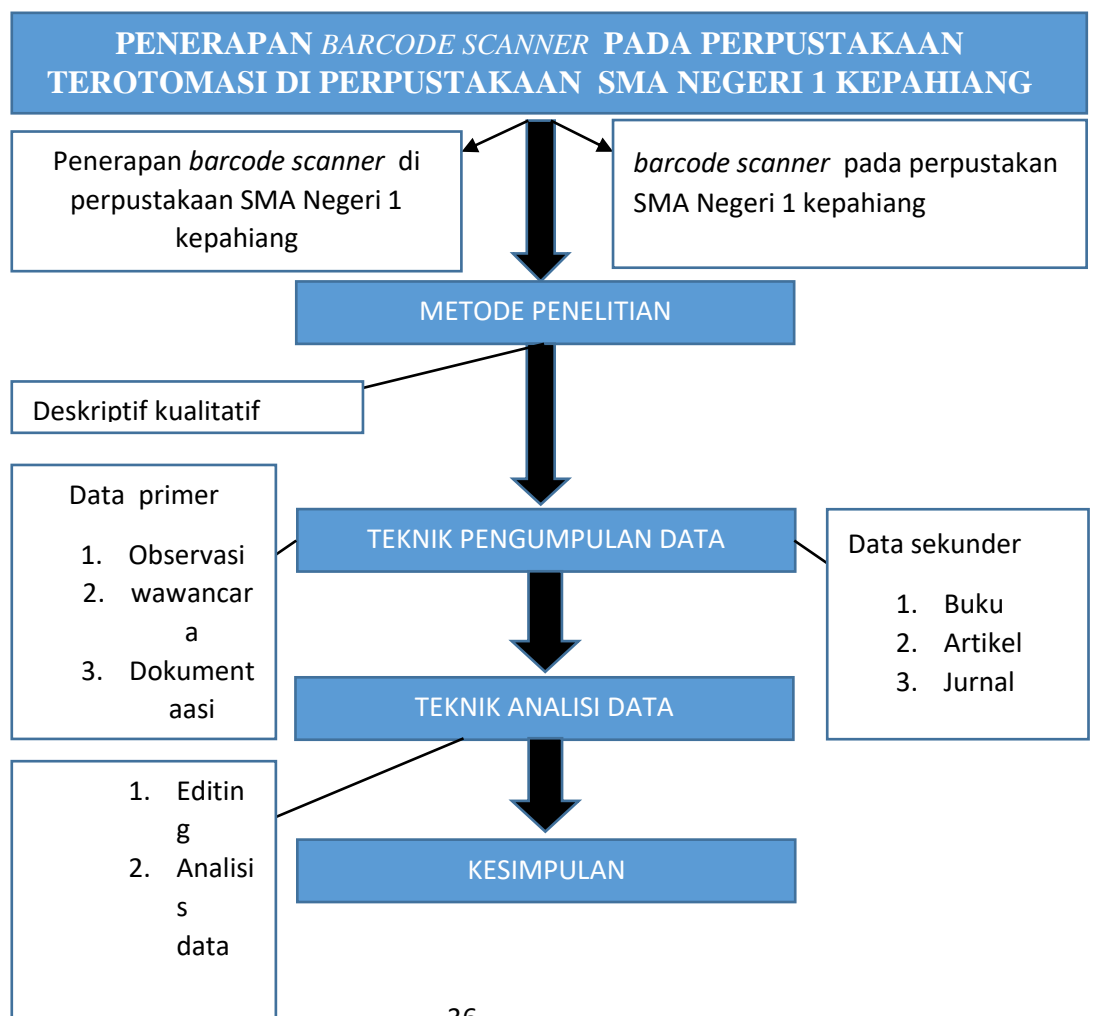 PENERAPAN BARCODE SCANNER PADA PERPUSTAKAAN
TEROTOMASI DI PERPUSTAKAAN SMA NEGERI 1 KEPAHIANG
Penerapan barcode scanner di
perpustakaan SMA Negeri 1
kepahiang
barcode scanner pada perpustakan
SMA Negeri 1 kepahiang
METODE PENELITIAN
Deskriptif kualitatif
Data primer
1. Observasi
2. wawancar
a
3. Dokument
aasi
TEKNIK PENGUMPULAN DATA
Data sekunder
1. Buku
2. Artikel
3. Jurnal
TEKNIK ANALISI DATA
1. Editin
g
2. Analisi
s
data
KESIMPULAN